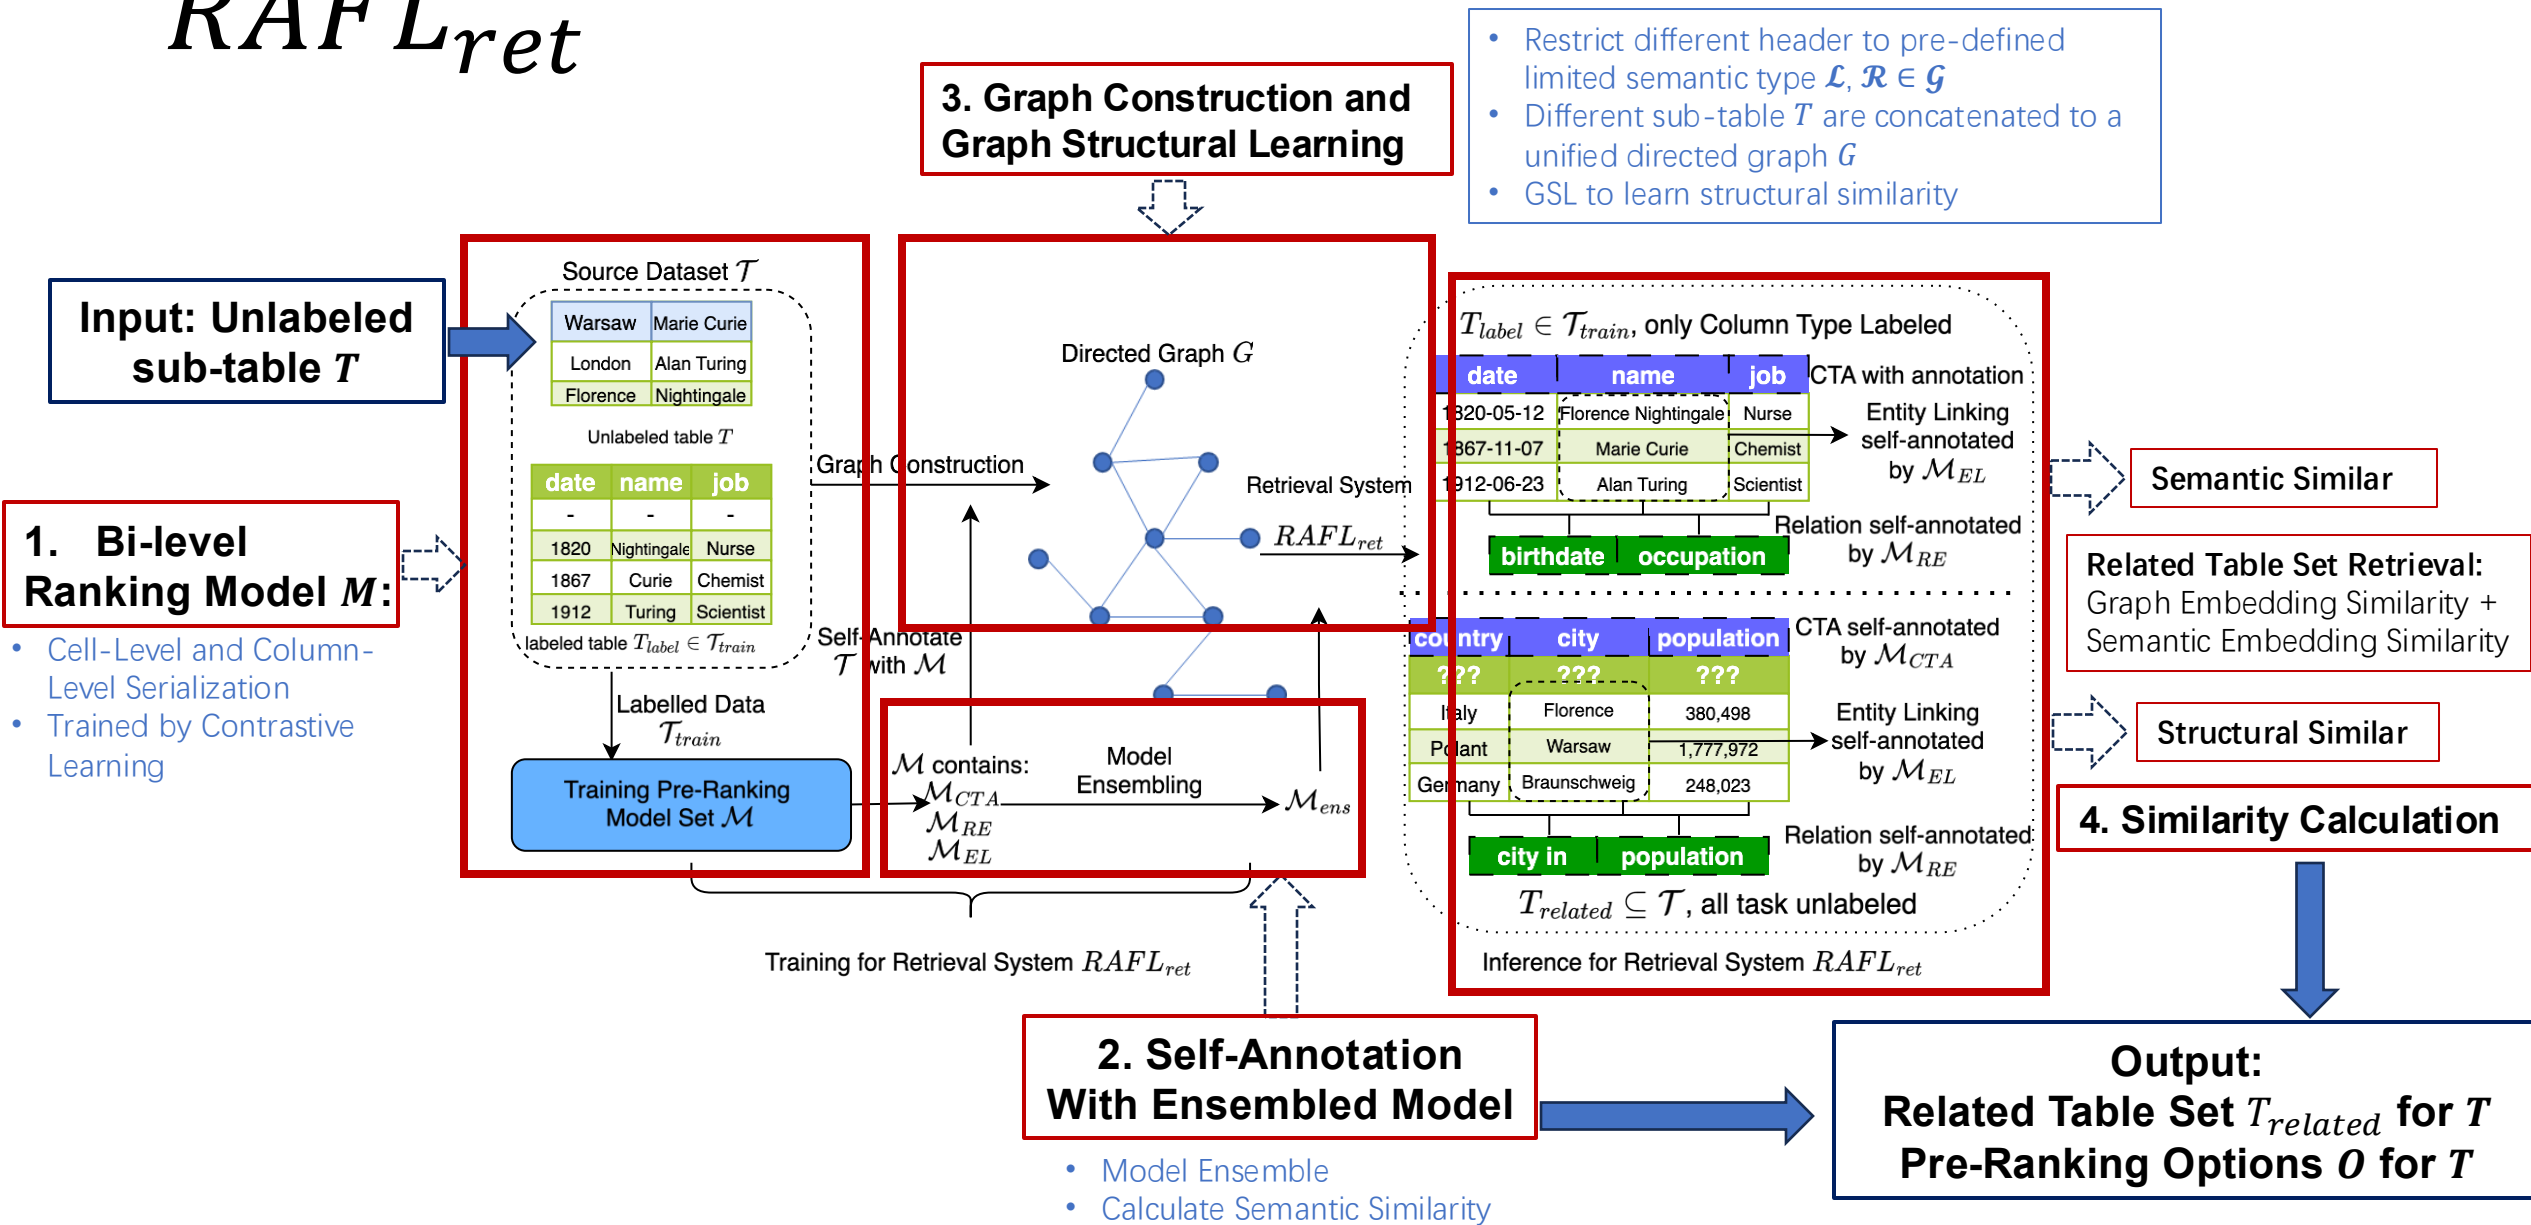 RAFL_ret
• Restrict different header to pre-defined
limited semantic type ℒ, ℛ ∈ 𝒢
• Different sub-table T are concatenated to a
unified directed graph G
• GSL to learn structural similarity
3. Graph Construction and
Graph Structural Learning
Input: Unlabeled
sub-table T
1. Bi-level
Ranking Model M:
• Cell-Level and Column-
Level Serialization
• Trained by Contrastive
Learning
Source Dataset 𝒯
Warsaw Marie Curie
London Alan Turing
Florence Nightingale
Unlabeled table T
date name job
- - -
1820 Nightingale Nurse
1867 Curie Chemist
1912 Turing Scientist
labeled table T_label ∈ 𝒯_train
Labelled Data
𝒯_train
Training Pre-Ranking
Model Set ℳ
Graph Construction
Self-Annotate
𝒯 with ℳ
Directed Graph G
Retrieval System
RAFL_ret
ℳ contains:
ℳ_CTA
ℳ_RE
ℳ_EL
Model
Ensembling
ℳ_ens
Training for Retrieval System RAFL_ret
T_label ∈ 𝒯_train, only Column Type Labeled
date name job
1820-05-12 Florence Nightingale Nurse
1867-11-07 Marie Curie Chemist
1912-06-23 Alan Turing Scientist
CTA with annotation
Entity Linking
self-annotated
by ℳ_EL
birthdate occupation
Relation self-annotated
by ℳ_RE
country city population
??? ??? ???
Italy Florence 380,498
Polant Warsaw 1,777,972
Germany Braunschweig 248,023
CTA self-annotated
by ℳ_CTA
Entity Linking
self-annotated
by ℳ_EL
city in population
Relation self-annotated
by ℳ_RE
T_related ⊆ 𝒯, all task unlabeled
Inference for Retrieval System RAFL_ret
Semantic Similar
Related Table Set Retrieval:
Graph Embedding Similarity +
Semantic Embedding Similarity
Structural Similar
4. Similarity Calculation
2. Self-Annotation
With Ensembled Model
• Model Ensemble
• Calculate Semantic Similarity
Output:
Related Table Set T_related for T
Pre-Ranking Options O for T